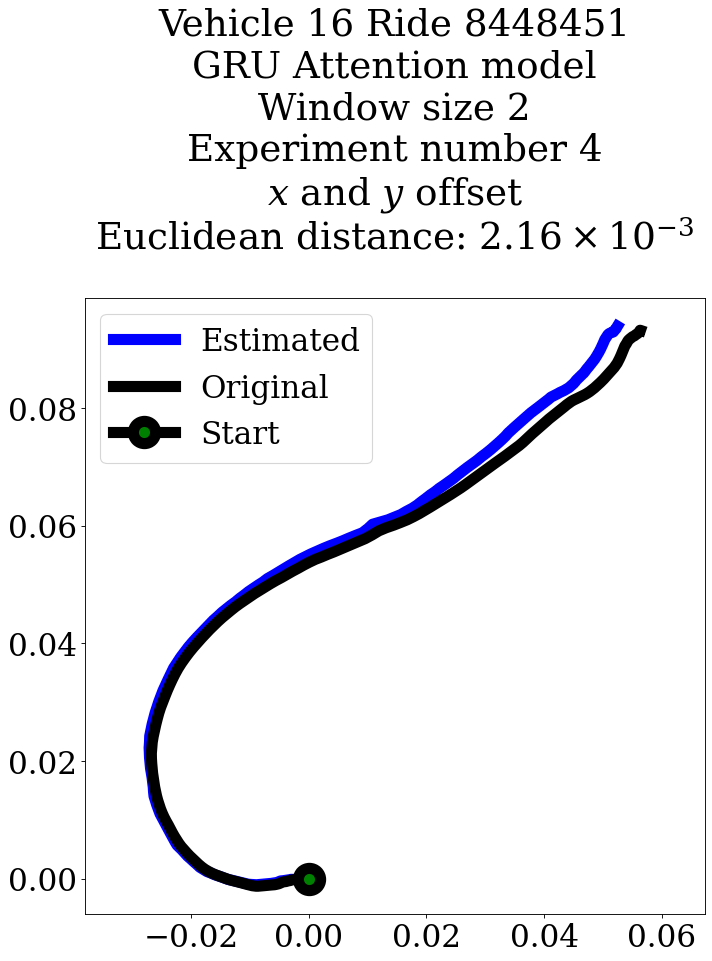 Vehicle 16 Ride 8448451
GRU Attention model
Window size 2
Experiment number 4
x and y offset
Euclidean distance: 2.16 × 10⁻³
Estimated
Original
Start
0.08
0.06
0.04
0.02
0.00
−0.02 0.00 0.02 0.04 0.06